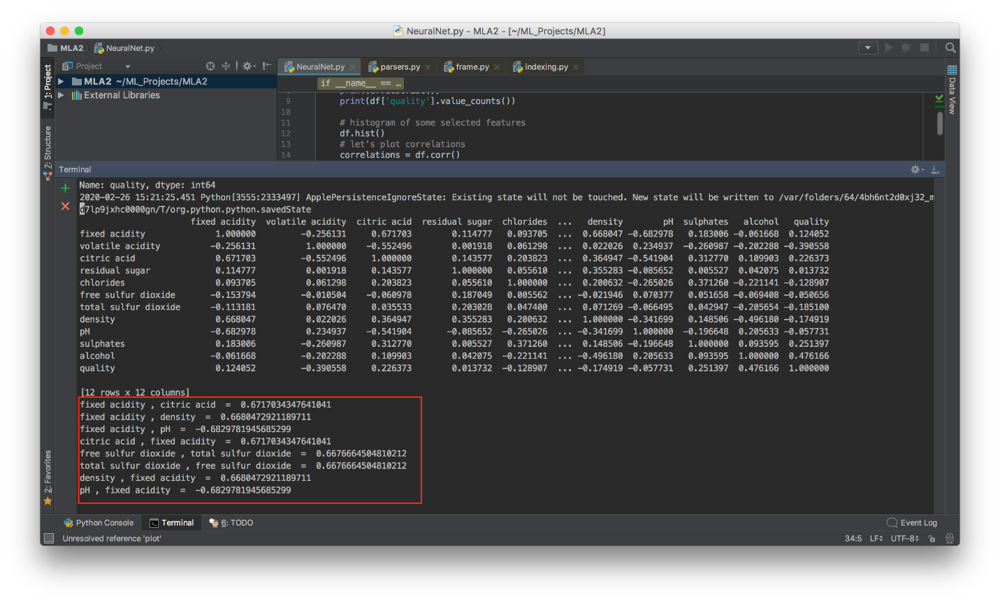 NeuralNet.py - MLA2 - [~/ML_Projects/MLA2]
MLA2 NeuralNet.py
1: Project
7: Structure
2: Favorites
Project
MLA2 ~/ML_Projects/MLA2
External Libraries
NeuralNet.py parsers.py frame.py indexing.py
if __name__ == …
9 print(df['quality'].value_counts())
10
11 # histogram of some selected features
12 df.hist()
13 # let's plot correlations
14 correlations = df.corr()
Data View
Terminal
Name: quality, dtype: int64
2020-02-26 15:21:25.451 Python[3555:2333497] ApplePersistenceIgnoreState: Existing state will not be touched. New state will be written to /var/folders/64/4bh6nt2d0xj32_m
d7lp9jxhc0000gn/T/org.python.python.savedState
fixed acidity volatile acidity citric acid residual sugar chlorides ... density pH sulphates alcohol quality
fixed acidity 1.000000 -0.256131 0.671703 0.114777 0.093705 ... 0.668047 -0.682978 0.183006 -0.061668 0.124052
volatile acidity -0.256131 1.000000 -0.552496 0.001918 0.061298 ... 0.022026 0.234937 -0.260987 -0.202288 -0.390558
citric acid 0.671703 -0.552496 1.000000 0.143577 0.203823 ... 0.364947 -0.541904 0.312770 0.109903 0.226373
residual sugar 0.114777 0.001918 0.143577 1.000000 0.055610 ... 0.355283 -0.085652 0.005527 0.042075 0.013732
chlorides 0.093705 0.061298 0.203823 0.055610 1.000000 ... 0.200632 -0.265026 0.371260 -0.221141 -0.128907
free sulfur dioxide -0.153794 -0.010504 -0.060978 0.187049 0.005562 ... -0.021946 0.070377 0.051658 -0.069408 -0.050656
total sulfur dioxide -0.113181 0.076470 0.035533 0.203028 0.047400 ... 0.071269 -0.066495 0.042947 -0.205654 -0.185100
density 0.668047 0.022026 0.364947 0.355283 0.200632 ... 1.000000 -0.341699 0.148506 -0.496180 -0.174919
pH -0.682978 0.234937 -0.541904 -0.085652 -0.265026 ... -0.341699 1.000000 -0.196648 0.205633 -0.057731
sulphates 0.183006 -0.260987 0.312770 0.005527 0.371260 ... 0.148506 -0.196648 1.000000 0.093595 0.251397
alcohol -0.061668 -0.202288 0.109903 0.042075 -0.221141 ... -0.496180 0.205633 0.093595 1.000000 0.476166
quality 0.124052 -0.390558 0.226373 0.013732 -0.128907 ... -0.174919 -0.057731 0.251397 0.476166 1.000000
[12 rows x 12 columns]
fixed acidity , citric acid = 0.6717034347641041
fixed acidity , density = 0.6680472921189711
fixed acidity , pH = -0.6829781945685299
citric acid , fixed acidity = 0.6717034347641041
free sulfur dioxide , total sulfur dioxide = 0.6676664504810212
total sulfur dioxide , free sulfur dioxide = 0.6676664504810212
density , fixed acidity = 0.6680472921189711
pH , fixed acidity = -0.6829781945685299
Python Console Terminal 6: TODO Event Log
Unresolved reference 'plot' 34:5 LF UTF-8